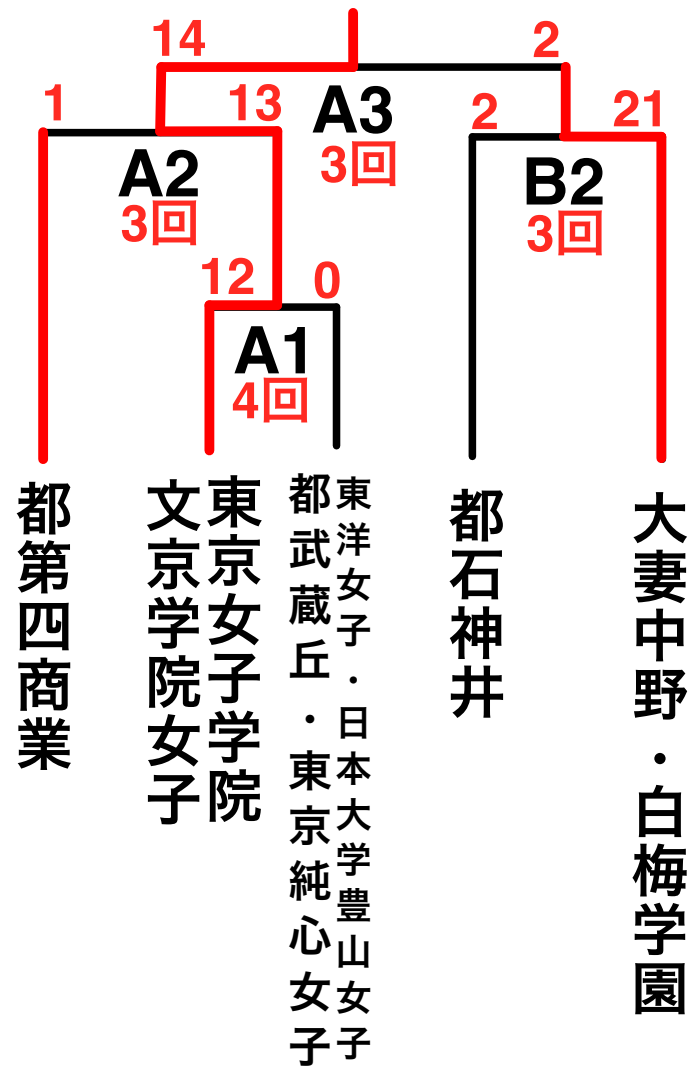 14
2
1
13
A3
3回
2
21
A2
3回
B2
3回
12
0
A1
4回
都第四商業
東京女子学院
文京学院女子
東洋女子・日本大学豊山女子
都武蔵丘・東京純心女子
都石神井
大妻中野・白梅学園